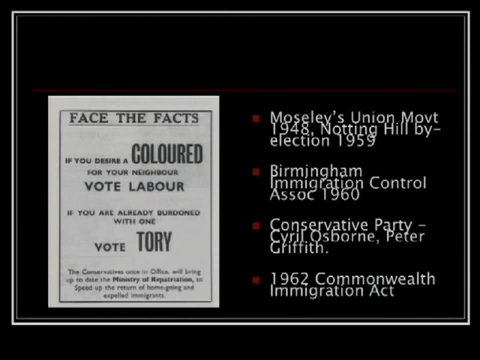 FACE THE FACTS
IF YOU DESIRE A COLOURED
FOR YOUR NEIGHBOUR
VOTE LABOUR
IF YOU ARE ALREADY BURDONED
WITH ONE
VOTE TORY
The Conservatives once in Office, will bring
up to date the Ministry of Repatriation, to
Speed up the return of home-going and
expelled immigrants.
Moseley's Union Movt
1948, Notting Hill by-
election 1959
Birmingham
Immigration Control
Assoc 1960
Conservative Party -
Cyril Osborne, Peter
Griffith.
1962 Commonwealth
Immigration Act